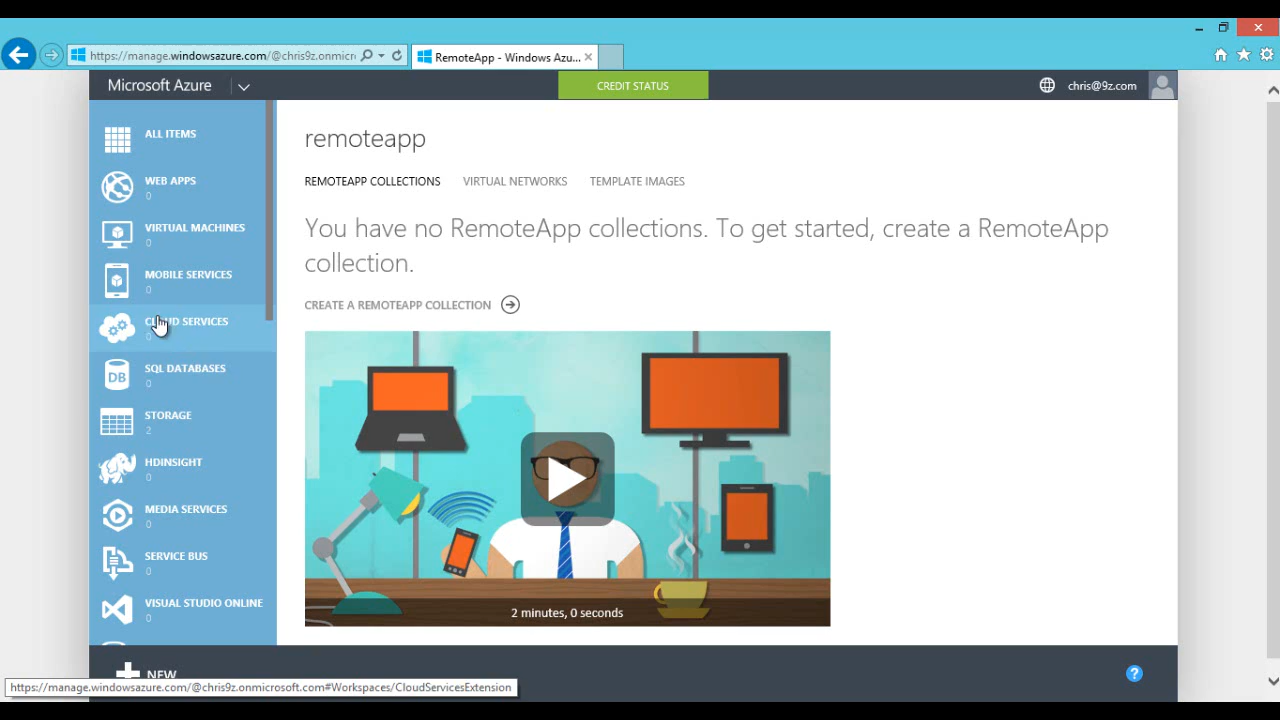 https://manage.windowsazure.com/@chris9z.onmicr
RemoteApp - Windows Azu...
Microsoft Azure
CREDIT STATUS
chris@9z.com
ALL ITEMS
WEB APPS
0
VIRTUAL MACHINES
0
MOBILE SERVICES
0
CLOUD SERVICES
0
SQL DATABASES
0
DB
STORAGE
2
HDINSIGHT
0
MEDIA SERVICES
0
SERVICE BUS
0
VISUAL STUDIO ONLINE
0
remoteapp
REMOTEAPP COLLECTIONS VIRTUAL NETWORKS TEMPLATE IMAGES
You have no RemoteApp collections. To get started, create a RemoteApp
collection.
CREATE A REMOTEAPP COLLECTION
2 minutes, 0 seconds
NEW
?
https://manage.windowsazure.com/@chris9z.onmicrosoft.com#Workspaces/CloudServicesExtension